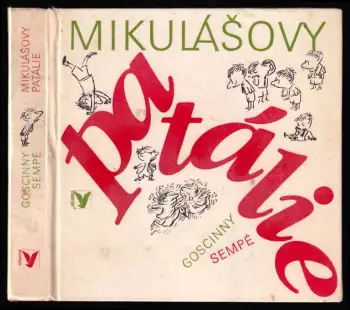 MIKULÁŠOVY
PATÁLIE
GOSCINNY
SEMPÉ
MIKULÁŠOVY
patálie
GOSCINNY
SEMPÉ